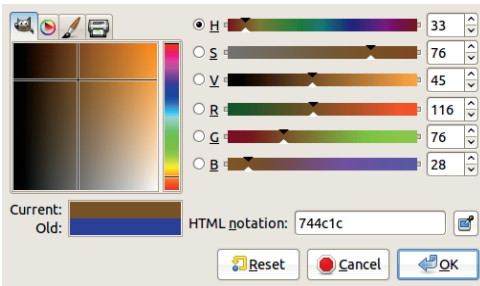 H 33
S 76
V 45
R 116
G 76
B 28
Current:
Old:
HTML notation: 744c1c
Reset Cancel OK